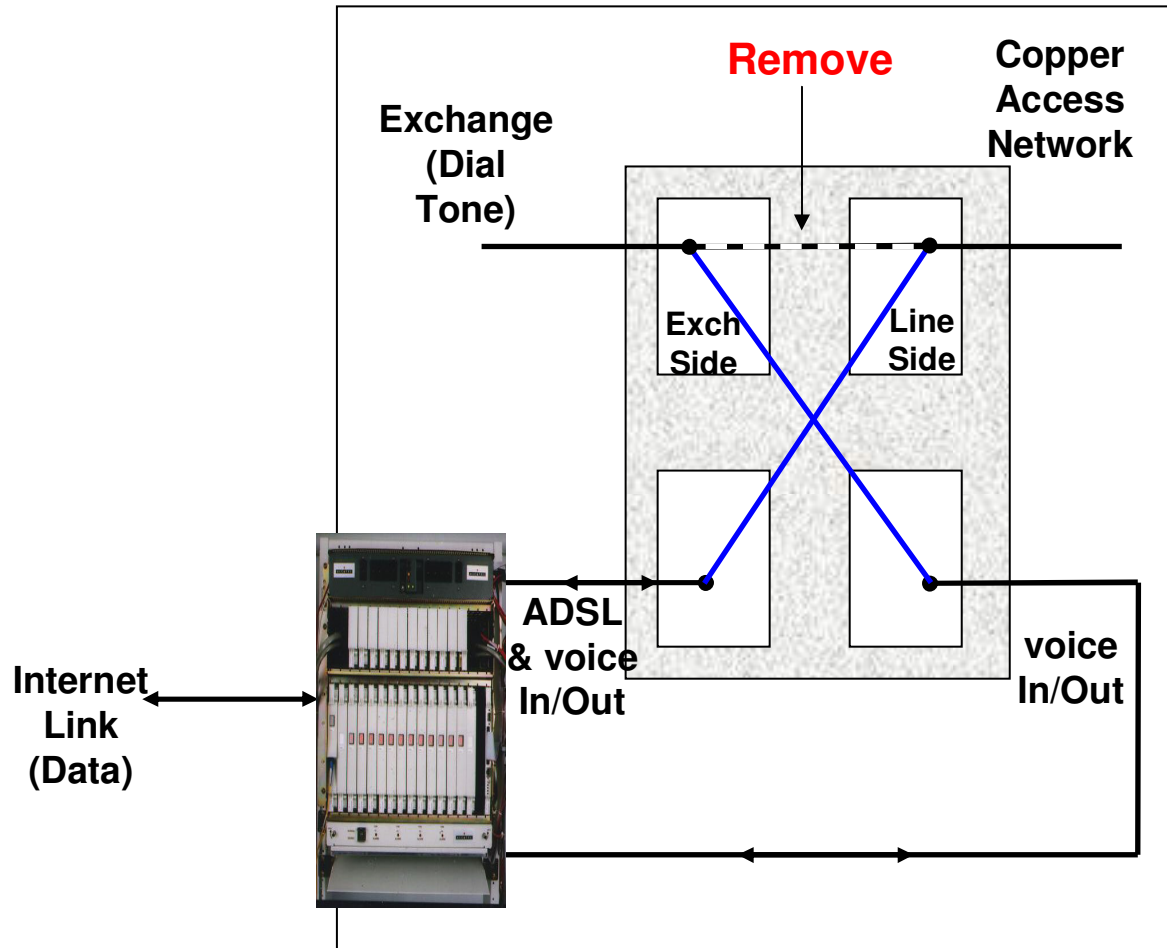 Remove
Copper
Access
Network
Exchange
(Dial
Tone)
Exch
Side
Line
Side
ADSL
& voice
In/Out
voice
In/Out
Internet
Link
(Data)